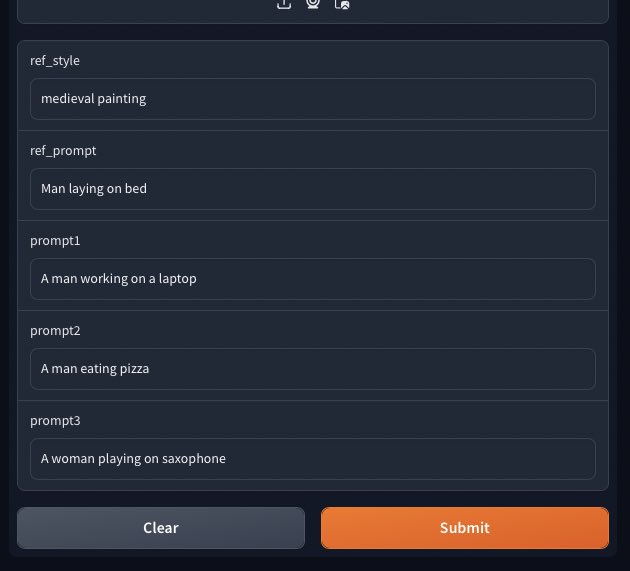 ref_style
medieval painting
ref_prompt
Man laying on bed
prompt1
A man working on a laptop
prompt2
A man eating pizza
prompt3
A woman playing on saxophone
Clear
Submit